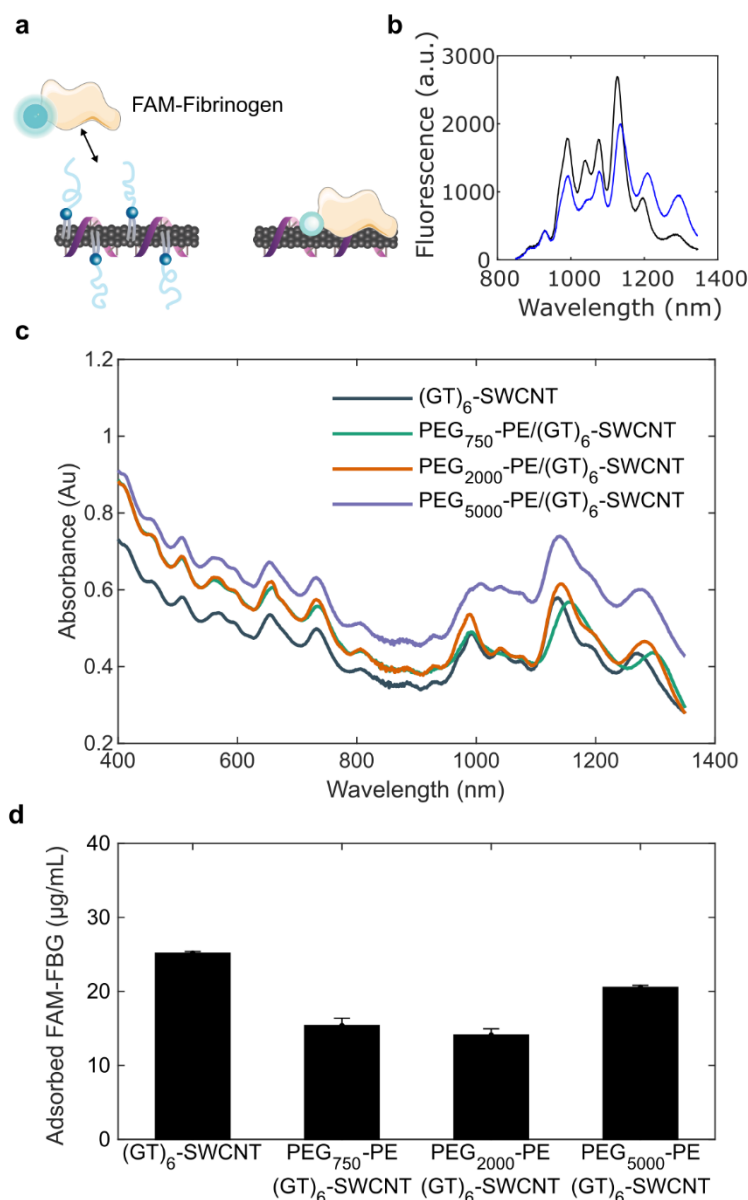 a
FAM-Fibrinogen
b
Fluorescence (a.u.)
3000
2000
1000
0
800 1000 1200 1400
Wavelength (nm)
c
Absorbance (Au)
1.2
1
0.8
0.6
0.4
0.2
(GT)6-SWCNT
PEG750-PE/(GT)6-SWCNT
PEG2000-PE/(GT)6-SWCNT
PEG5000-PE/(GT)6-SWCNT
400 600 800 1000 1200 1400
Wavelength (nm)
d
Adsorbed FAM-FBG (µg/mL)
40
30
20
10
0
(GT)6-SWCNT PEG750-PE PEG2000-PE PEG5000-PE
(GT)6-SWCNT (GT)6-SWCNT (GT)6-SWCNT